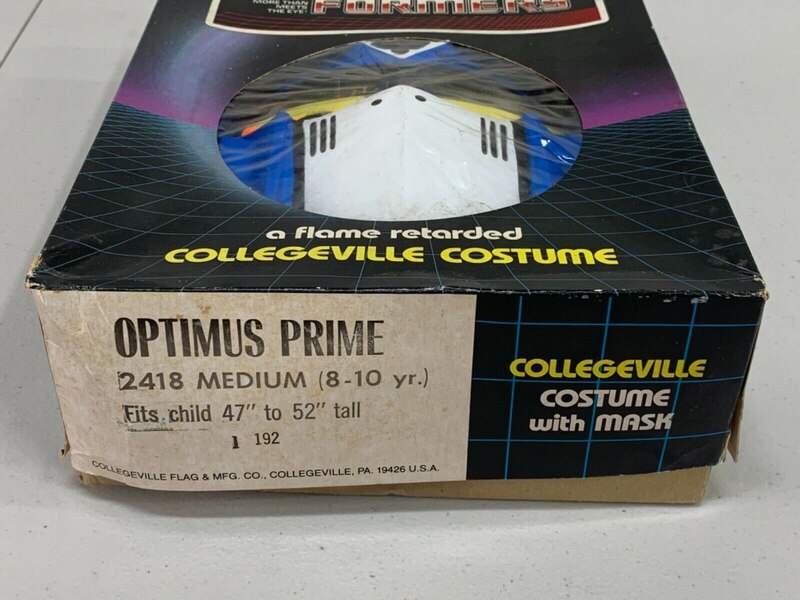 MORE THAN
MEETS
THE EYE!
FORMERS
a flame retarded
COLLEGEVILLE COSTUME
OPTIMUS PRIME
2418 MEDIUM (8-10 yr.)
Fits child 47" to 52" tall
1 192
COLLEGEVILLE FLAG & MFG. CO., COLLEGEVILLE, PA. 19426 U.S.A.
COLLEGEVILLE
COSTUME
with MASK